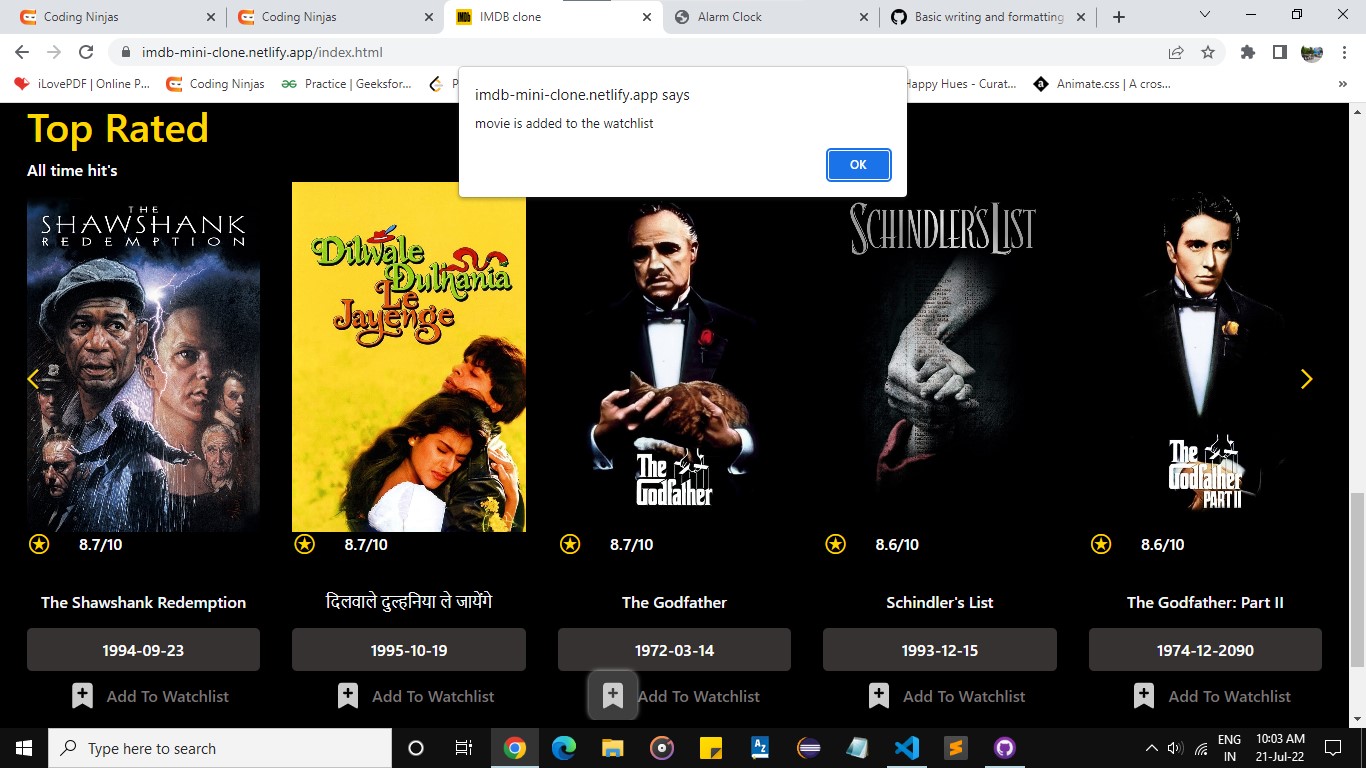 Coding Ninjas
Coding Ninjas
IMDb
IMDB clone
Alarm Clock
Basic writing and formatting
imdb-mini-clone.netlify.app/index.html
iLovePDF | Online P...
Coding Ninjas
Practice | Geeksfor...
P
Happy Hues - Curat...
Animate.css | A cros...
imdb-mini-clone.netlify.app says
movie is added to the watchlist
OK
Top Rated
All time hit's
THE
SHAWSHANK
REDEMPTION
Dilwale
Dulhania
Le
Jayenge
The
Godfather
SCHINDLER'S LIST
The
Godfather
PART II
8.7/10
8.7/10
8.7/10
8.6/10
8.6/10
The Shawshank Redemption
दिलवाले दुल्हनिया ले जायेंगे
The Godfather
Schindler's List
The Godfather: Part II
1994-09-23
1995-10-19
1972-03-14
1993-12-15
1974-12-2090
Add To Watchlist
Add To Watchlist
Add To Watchlist
Add To Watchlist
Add To Watchlist
Type here to search
ENG
IN
10:03 AM
21-Jul-22